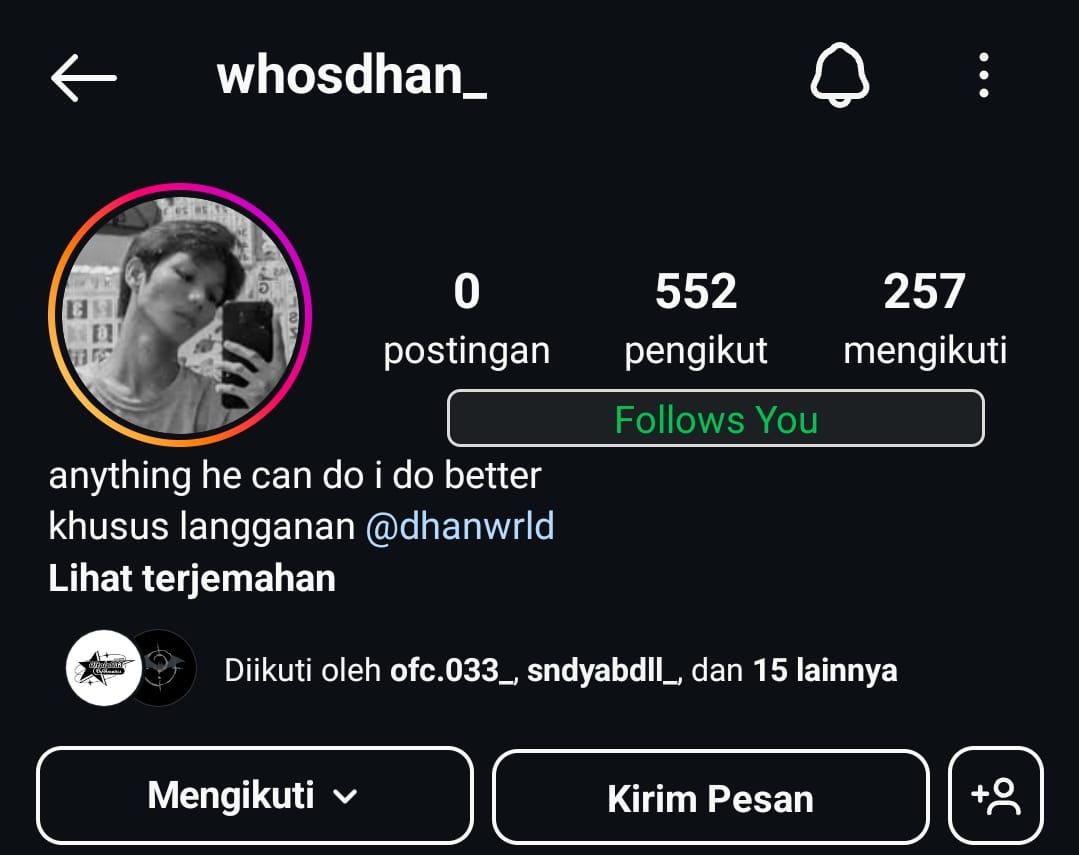 whosdhan_
0 552 257
postingan pengikut mengikuti
Follows You
anything he can do i do better
khusus langganan @dhanwrld
Lihat terjemahan
Diikuti oleh ofc.033_, sndyabdll_, dan 15 lainnya
Mengikuti Kirim Pesan